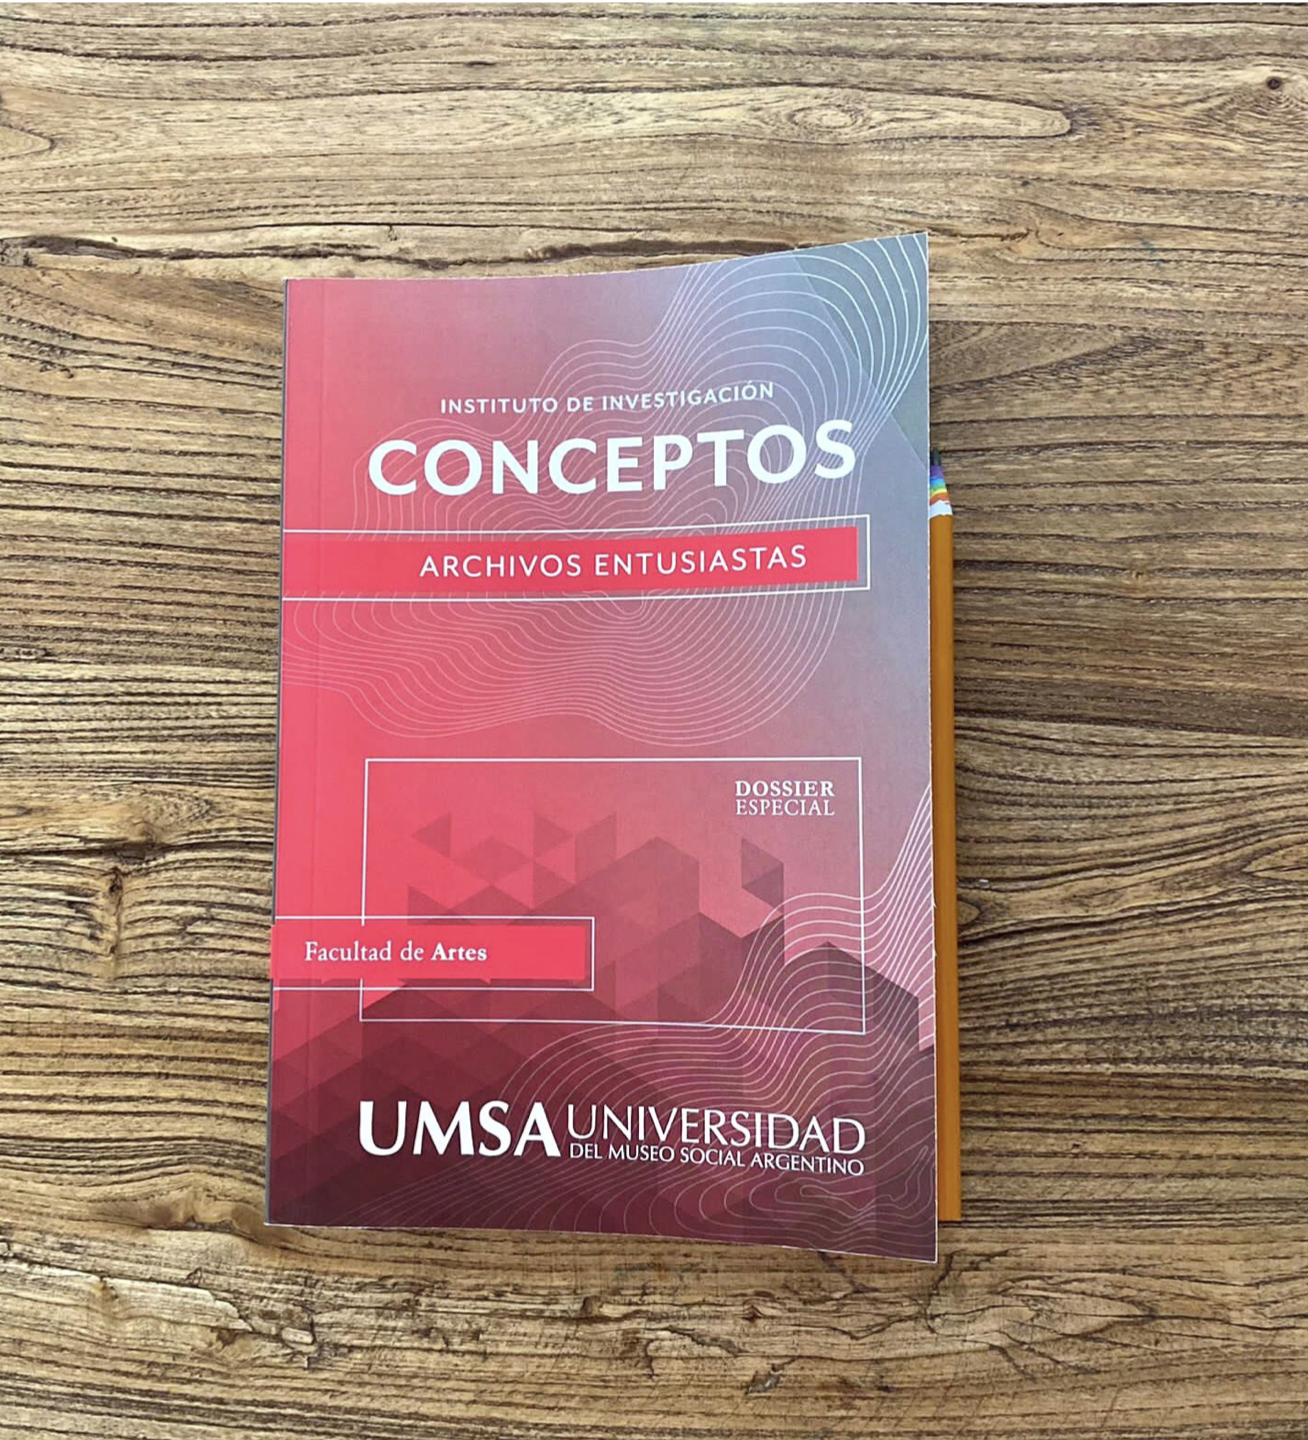 INSTITUTO DE INVESTIGACIÓN
CONCEPTOS
ARCHIVOS ENTUSIASTAS
DOSSIER
ESPECIAL
Facultad de Artes
UMSA UNIVERSIDAD
DEL MUSEO SOCIAL ARGENTINO